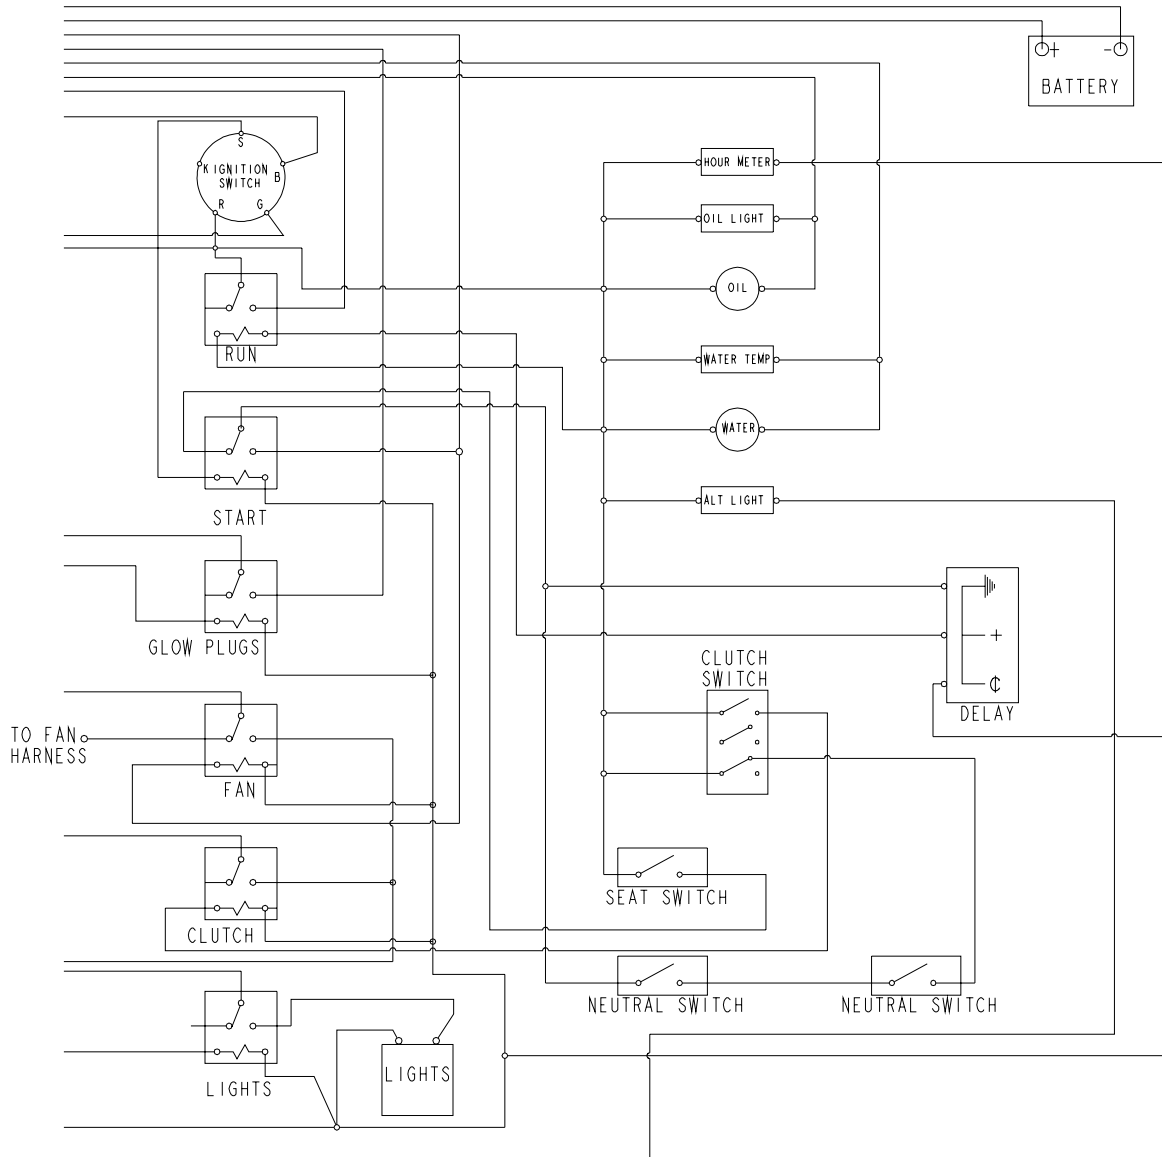 + -
BATTERY
S
K IGNITION
SWITCH
B
R G
HOUR METER
OIL LIGHT
OIL
RUN
WATER TEMP
WATER
ALT LIGHT
START
GLOW PLUGS
+
₵
DELAY
CLUTCH
SWITCH
TO FAN
HARNESS
FAN
SEAT SWITCH
CLUTCH
NEUTRAL SWITCH
NEUTRAL SWITCH
LIGHTS
LIGHTS